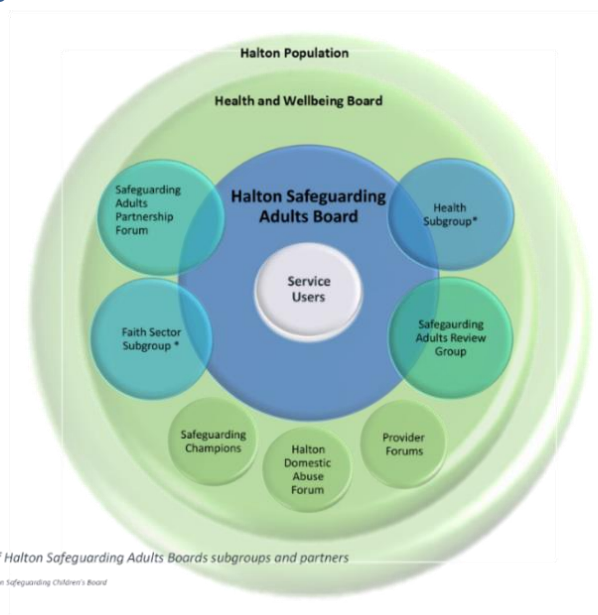 Halton Population
Health and Wellbeing Board
Halton Safeguarding
Adults Board
Safeguarding
Adults
Partnership
Forum
Health
Subgroup*
Service
Users
Faith Sector
Subgroup *
Safegaurding
Adults Review
Group
Safeguarding
Champions
Halton
Domestic
Abuse
Forum
Provider
Forums
Halton Safeguarding Adults Boards subgroups and partners
Safeguarding Children's Board